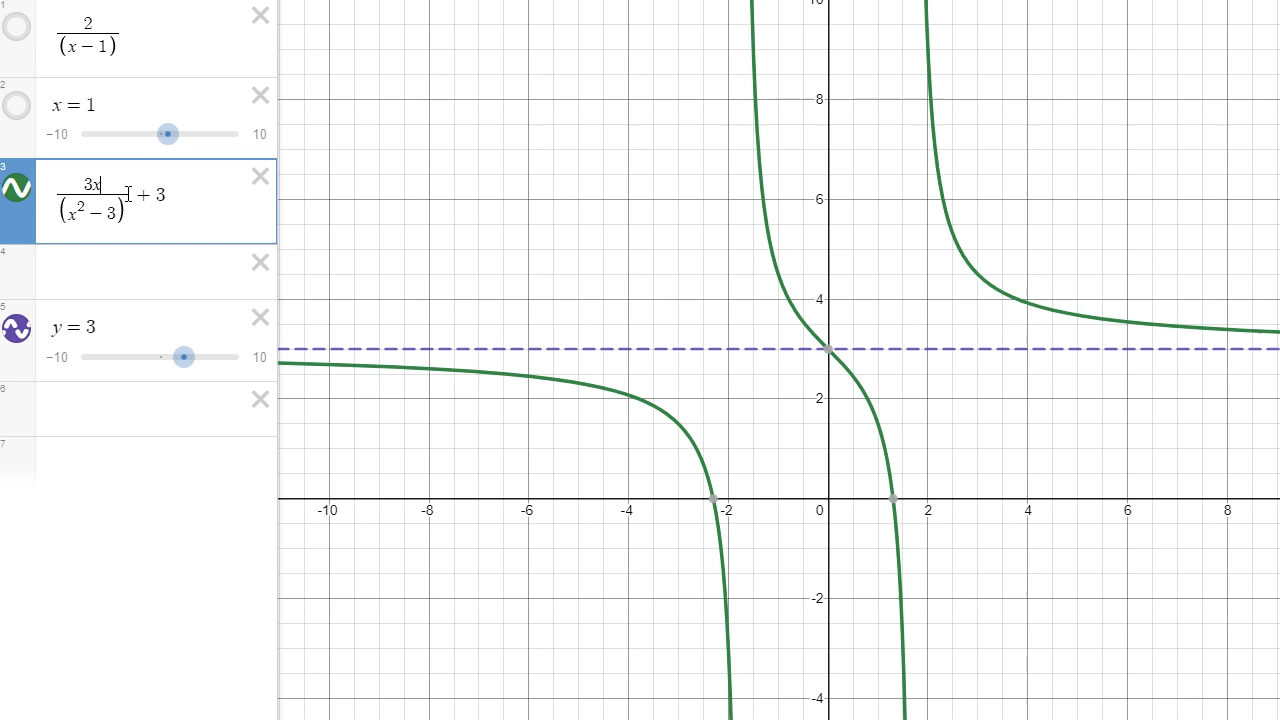 1
2
(x − 1)
2
x = 1
−10 10
3
3x
(x² − 3) + 3
4
5
y = 3
−10 10
6
7
10
8
6
4
2
-10 -8 -6 -4 -2 0 2 4 6 8
-2
-4